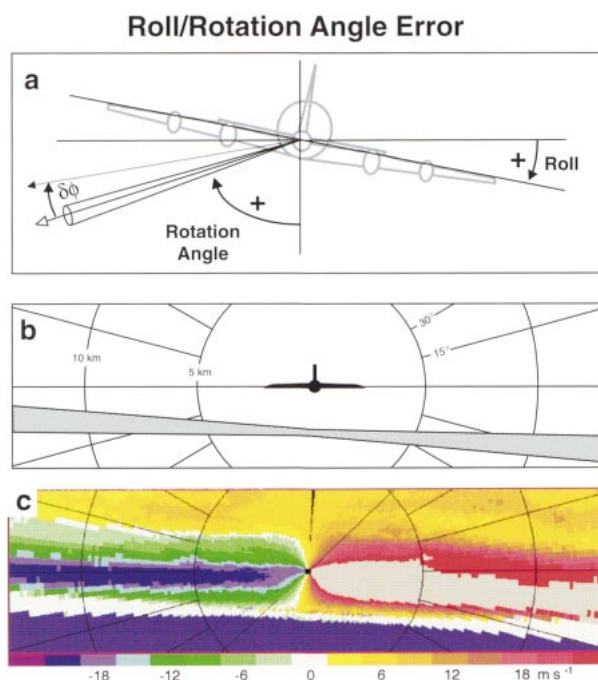 Roll/Rotation Angle Error
a
+
Roll
δϕ
+
Rotation
Angle
b
30°
10 km
15°
5 km
c
-18 -12 -6 0 6 12 18 m s⁻¹